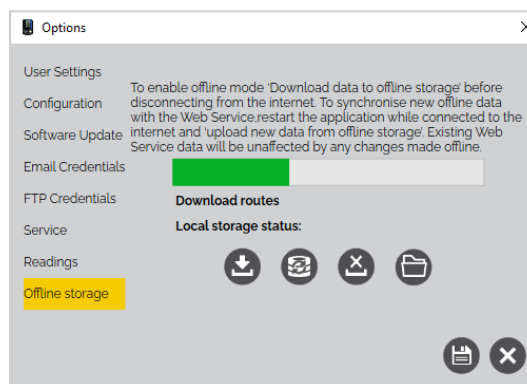 Options
User Settings
Configuration
Software Update
Email Credentials
FTP Credentials
Service
Readings
Offline storage
To enable offline mode 'Download data to offline storage' before
disconnecting from the internet. To synchronise new offline data
with the Web Service,restart the application while connected to the
internet and 'upload new data from offline storage'. Existing Web
Service data will be unaffected by any changes made offline.
Download routes
Local storage status: